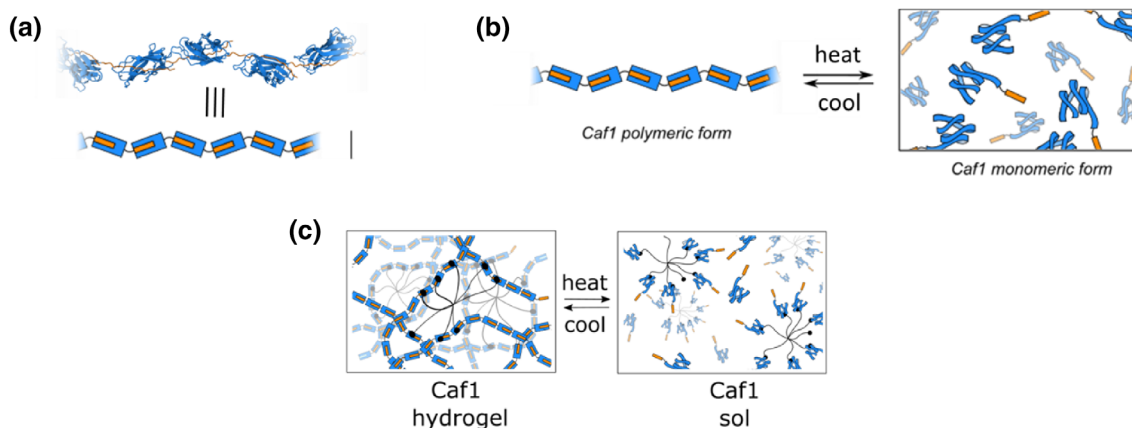 (a)
(b)
heat
cool
Caf1 polymeric form
Caf1 monomeric form
(c)
heat
cool
Caf1
hydrogel
Caf1
sol